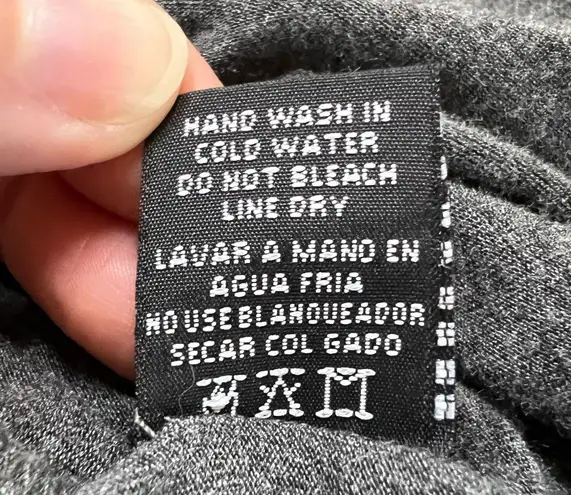 HAND WASH IN
COLD WATER
DO NOT BLEACH
LINE DRY
LAVAR A MANO EN
AGUA FRIA
NO USE BLANQUEADOR
SECAR COL GADO